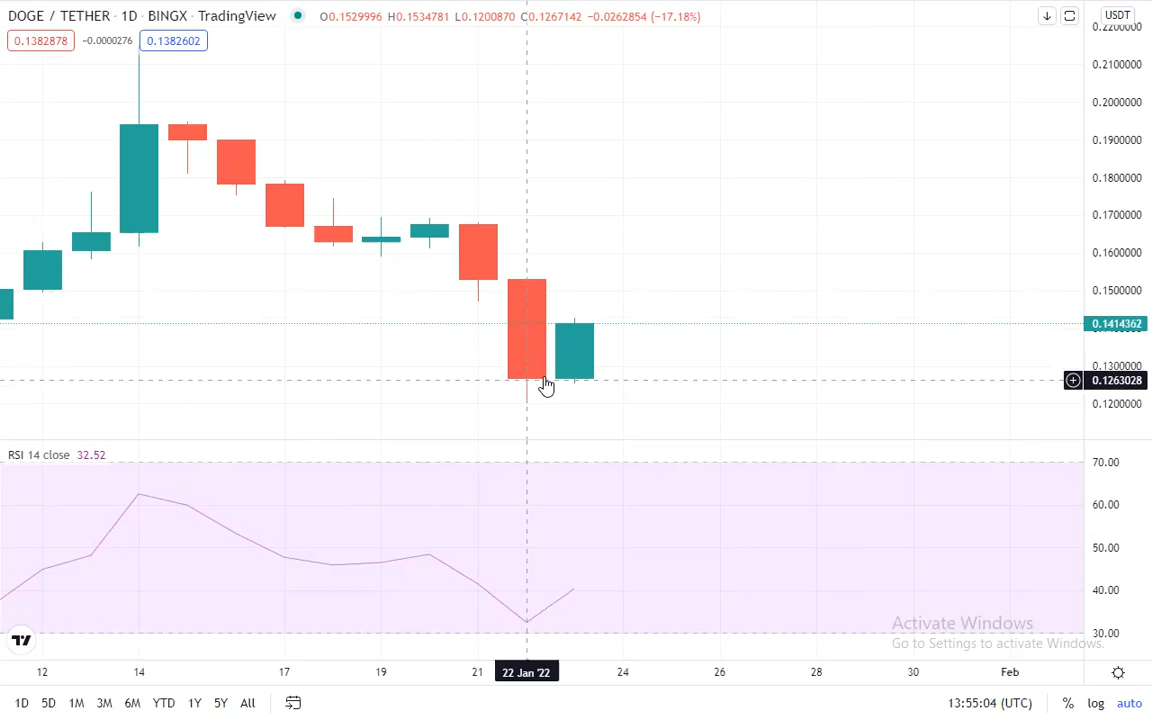 DOGE / TETHER · 1D · BINGX · TradingView O0.1529996 H0.1534781 L0.1200870 C0.1267142 −0.0262854 (−17.18%) USDT
0.1382878 -0.0000276 0.1382602
0.2200000
0.2100000
0.2000000
0.1900000
0.1800000
0.1700000
0.1600000
0.1500000
0.1414362
0.1300000
0.1263028
0.1200000
RSI 14 close 32.52
70.00
60.00
50.00
40.00
30.00
Activate Windows
Go to Settings to activate Windows.
12 14 17 19 21 22 Jan '22 24 26 28 30 Feb
1D 5D 1M 3M 6M YTD 1Y 5Y All 13:55:04 (UTC) % log auto